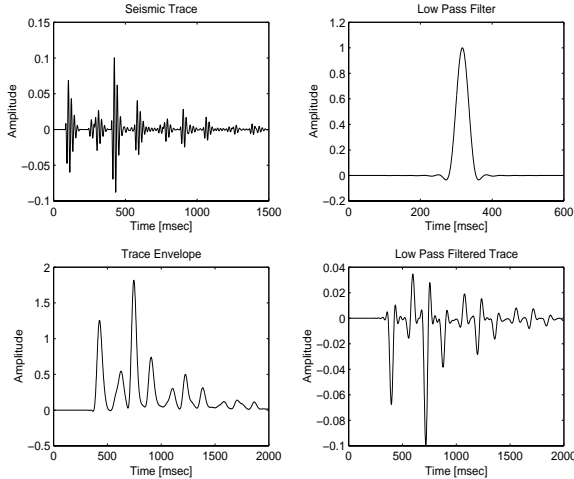 Seismic Trace
0.15
0.1
0.05
0
−0.05
−0.1
Amplitude
0 500 1000 1500
Time [msec]
Low Pass Filter
1.2
1
0.8
0.6
0.4
0.2
0
−0.2
Amplitude
0 200 400 600
Time [msec]
Trace Envelope
2
1.5
1
0.5
0
−0.5
Amplitude
0 500 1000 1500 2000
Time [msec]
Low Pass Filtered Trace
0.04
0.02
0
−0.02
−0.04
−0.06
−0.08
−0.1
Amplitude
0 500 1000 1500 2000
Time [msec]